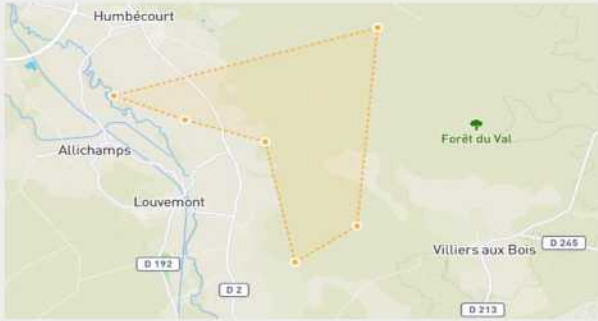 Humbécourt
Forêt du Val
Allichamps
Louvemont
Villiers aux Bois
D 245
D 192
D 2
D 213